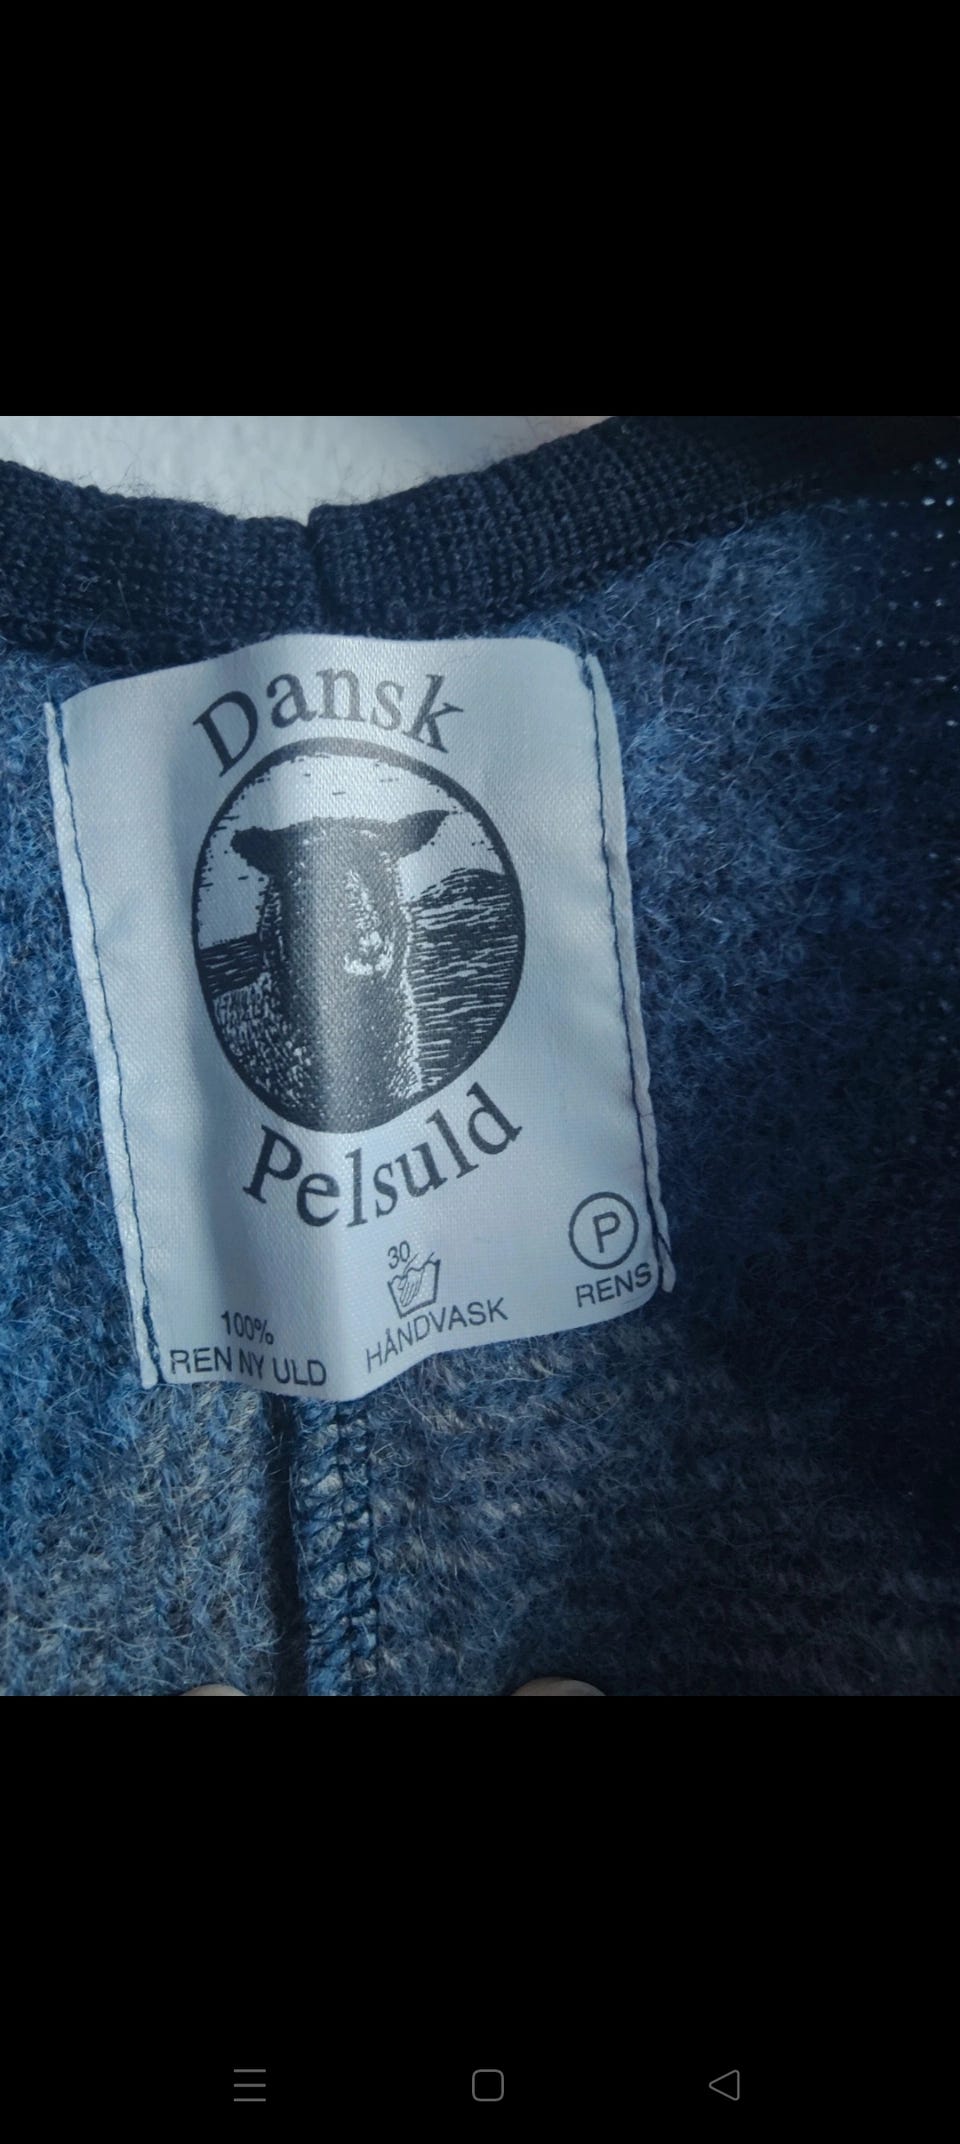 Dansk
Pelsuld
30
P
100%
REN NY ULD
HÅNDVASK
RENS